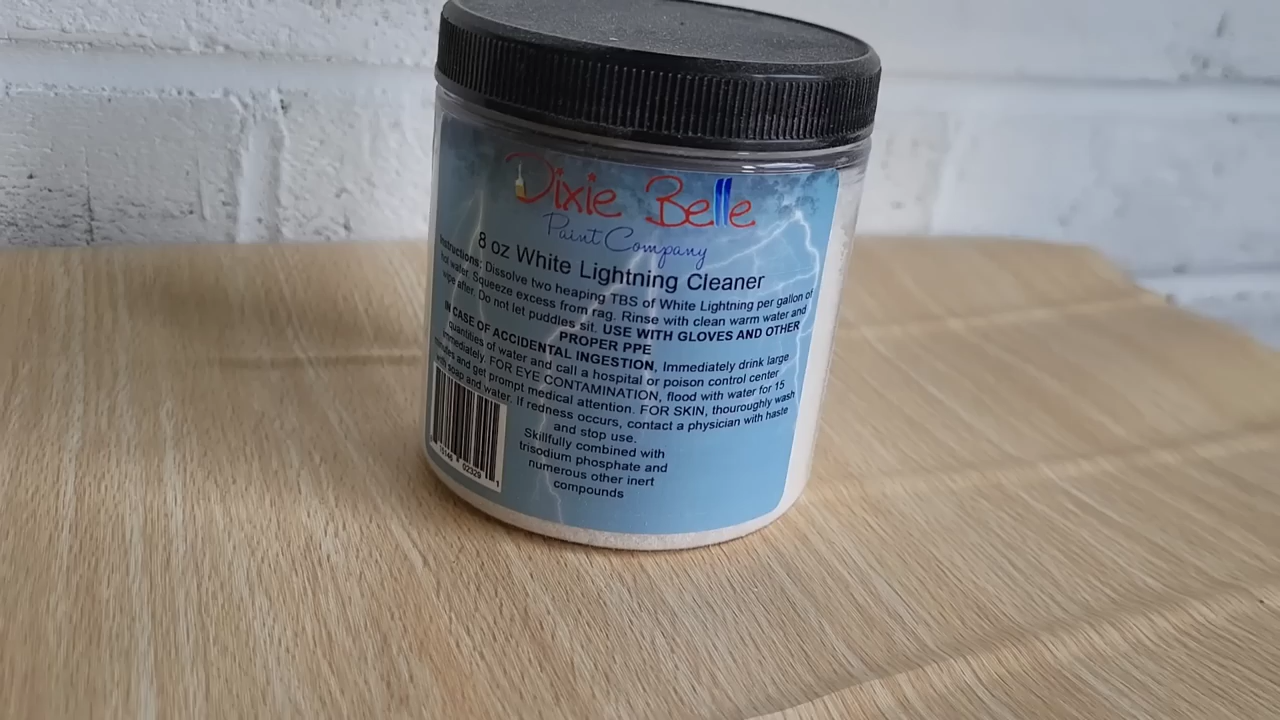 Dixie Belle
Paint Company
8 oz White Lightning Cleaner
Instructions: Dissolve two heaping TBS of White Lightning per gallon of
hot water. Squeeze excess from rag. Rinse with clean warm water and
wipe after. Do not let puddles sit. USE WITH GLOVES AND OTHER
PROPER PPE
IN CASE OF ACCIDENTAL INGESTION, Immediately drink large
quantities of water and call a hospital or poison control center
immediately. FOR EYE CONTAMINATION, flood with water for 15
minutes and get prompt medical attention. FOR SKIN, thouroughly wash
with soap and water. If redness occurs, contact a physician with haste
and stop use.
Skillfully combined with
trisodium phosphate and
numerous other inert
compounds
02329 1